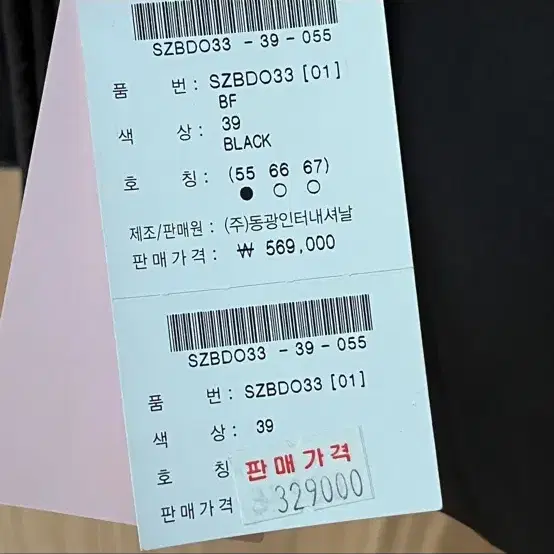 SZBDO33 - 39 - 055
품 번 : SZBDO33 [01]
BF
색 상 : 39
BLACK
호 칭 : (55 66 67)
● ○ ○
제조/판매원 : (주)동광인터내셔날
판매가격 : ₩ 569,000
SZBDO33 - 39 - 055
품 번 : SZBDO33 [01]
색 상 : 39
호 칭
판매가격
판매가격
329000